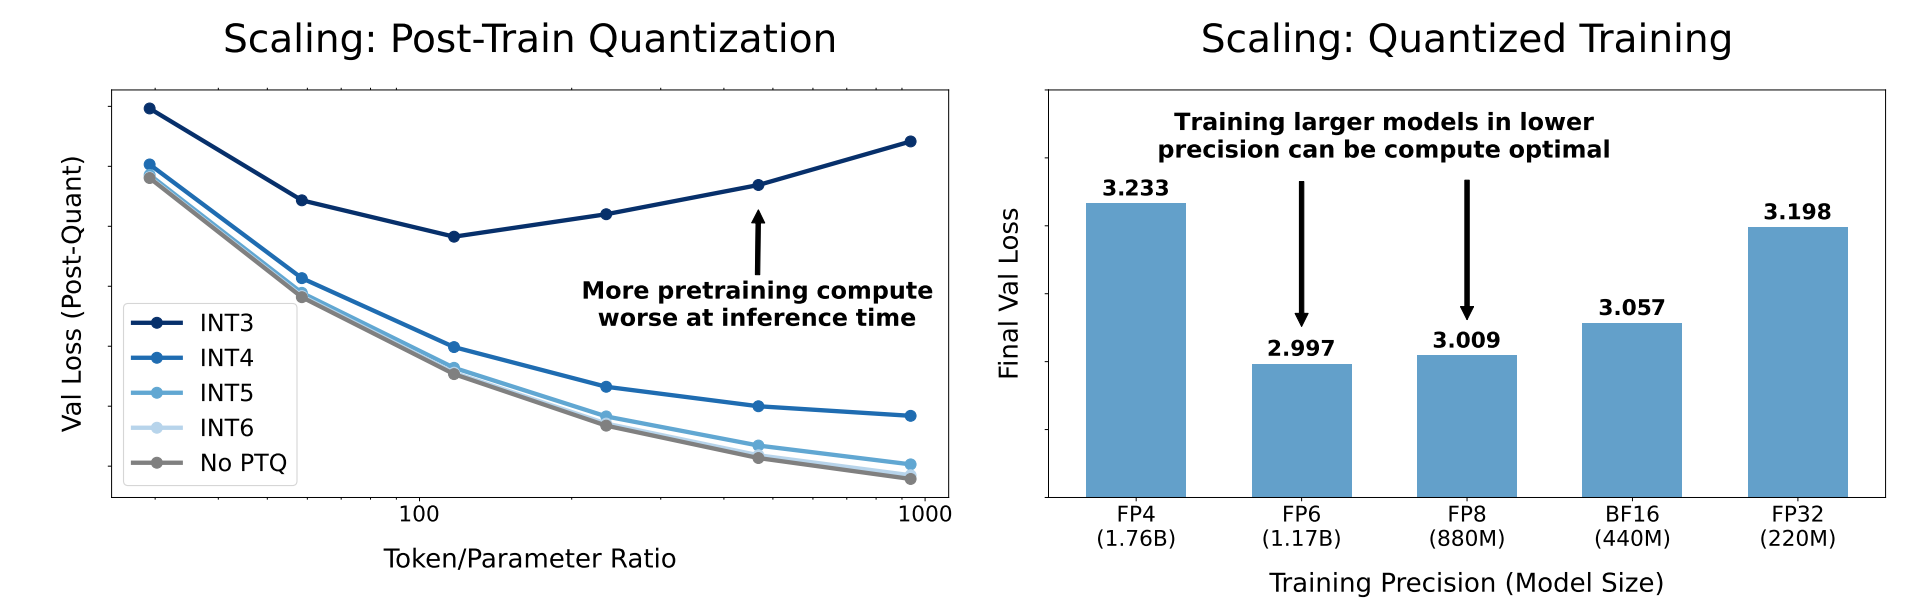 Scaling: Post-Train Quantization
Val Loss (Post-Quant)
More pretraining compute
worse at inference time
INT3
INT4
INT5
INT6
No PTQ
100
1000
Token/Parameter Ratio
Scaling: Quantized Training
Final Val Loss
Training larger models in lower
precision can be compute optimal
3.233
2.997
3.009
3.057
3.198
FP4
(1.76B)
FP6
(1.17B)
FP8
(880M)
BF16
(440M)
FP32
(220M)
Training Precision (Model Size)